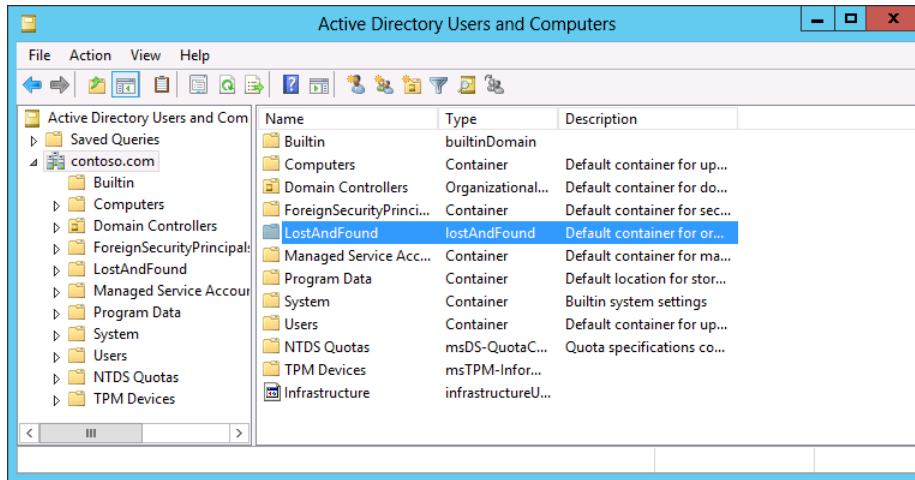 Active Directory Users and Computers
File Action View Help
Active Directory Users and Com
Saved Queries
contoso.com
Builtin
Computers
Domain Controllers
ForeignSecurityPrincipals
LostAndFound
Managed Service Accour
Program Data
System
Users
NTDS Quotas
TPM Devices
Name Type Description
Builtin builtinDomain
Computers Container Default container for up...
Domain Controllers Organizational... Default container for do...
ForeignSecurityPrinci... Container Default container for sec...
LostAndFound lostAndFound Default container for or...
Managed Service Acc... Container Default container for ma...
Program Data Container Default location for stor...
System Container Builtin system settings
Users Container Default container for up...
NTDS Quotas msDS-QuotaC... Quota specifications co...
TPM Devices msTPM-Infor...
Infrastructure infrastructureU...